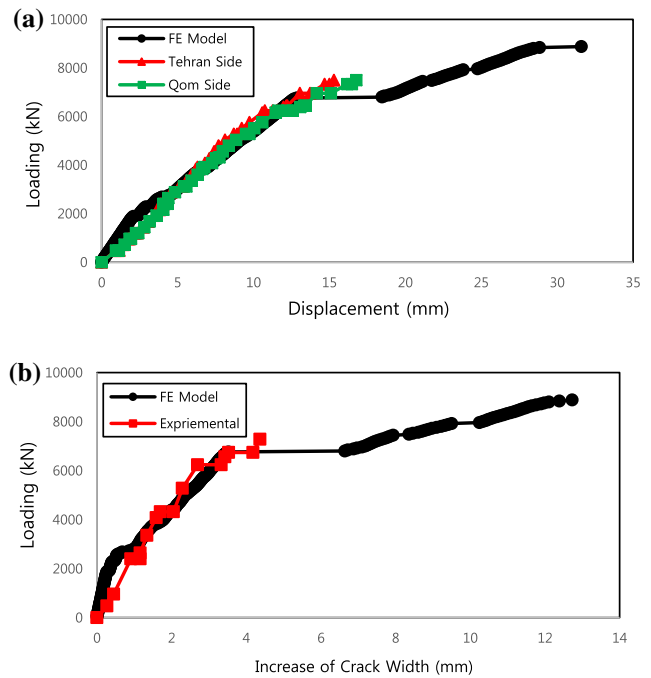 (a)
10000
8000
6000
4000
2000
0
Loading (kN)
FE Model
Tehran Side
Qom Side
0 5 10 15 20 25 30 35
Displacement (mm)
(b)
10000
8000
6000
4000
2000
0
Loading (kN)
FE Model
Expriemental
0 2 4 6 8 10 12 14
Increase of Crack Width (mm)